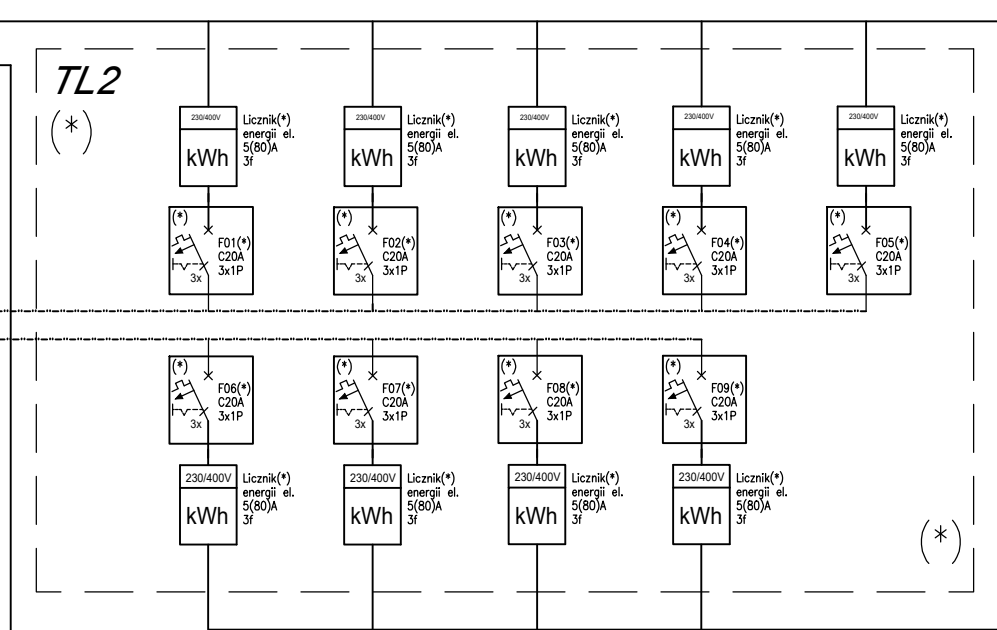 TL2
(*)
230/400V
kWh
Licznik(*)
energii el.
5(80)A
3f
230/400V
kWh
Licznik(*)
energii el.
5(80)A
3f
230/400V
kWh
Licznik(*)
energii el.
5(80)A
3f
230/400V
kWh
Licznik(*)
energii el.
5(80)A
3f
230/400V
kWh
Licznik(*)
energii el.
5(80)A
3f
(*)
F01(*)
C20A
3x1P
3x
(*)
F02(*)
C20A
3x1P
3x
(*)
F03(*)
C20A
3x1P
3x
(*)
F04(*)
C20A
3x1P
3x
(*)
F05(*)
C20A
3x1P
3x
(*)
F06(*)
C20A
3x1P
3x
(*)
F07(*)
C20A
3x1P
3x
(*)
F08(*)
C20A
3x1P
3x
(*)
F09(*)
C20A
3x1P
3x
230/400V
kWh
Licznik(*)
energii el.
5(80)A
3f
230/400V
kWh
Licznik(*)
energii el.
5(80)A
3f
230/400V
kWh
Licznik(*)
energii el.
5(80)A
3f
230/400V
kWh
Licznik(*)
energii el.
5(80)A
3f
(*)